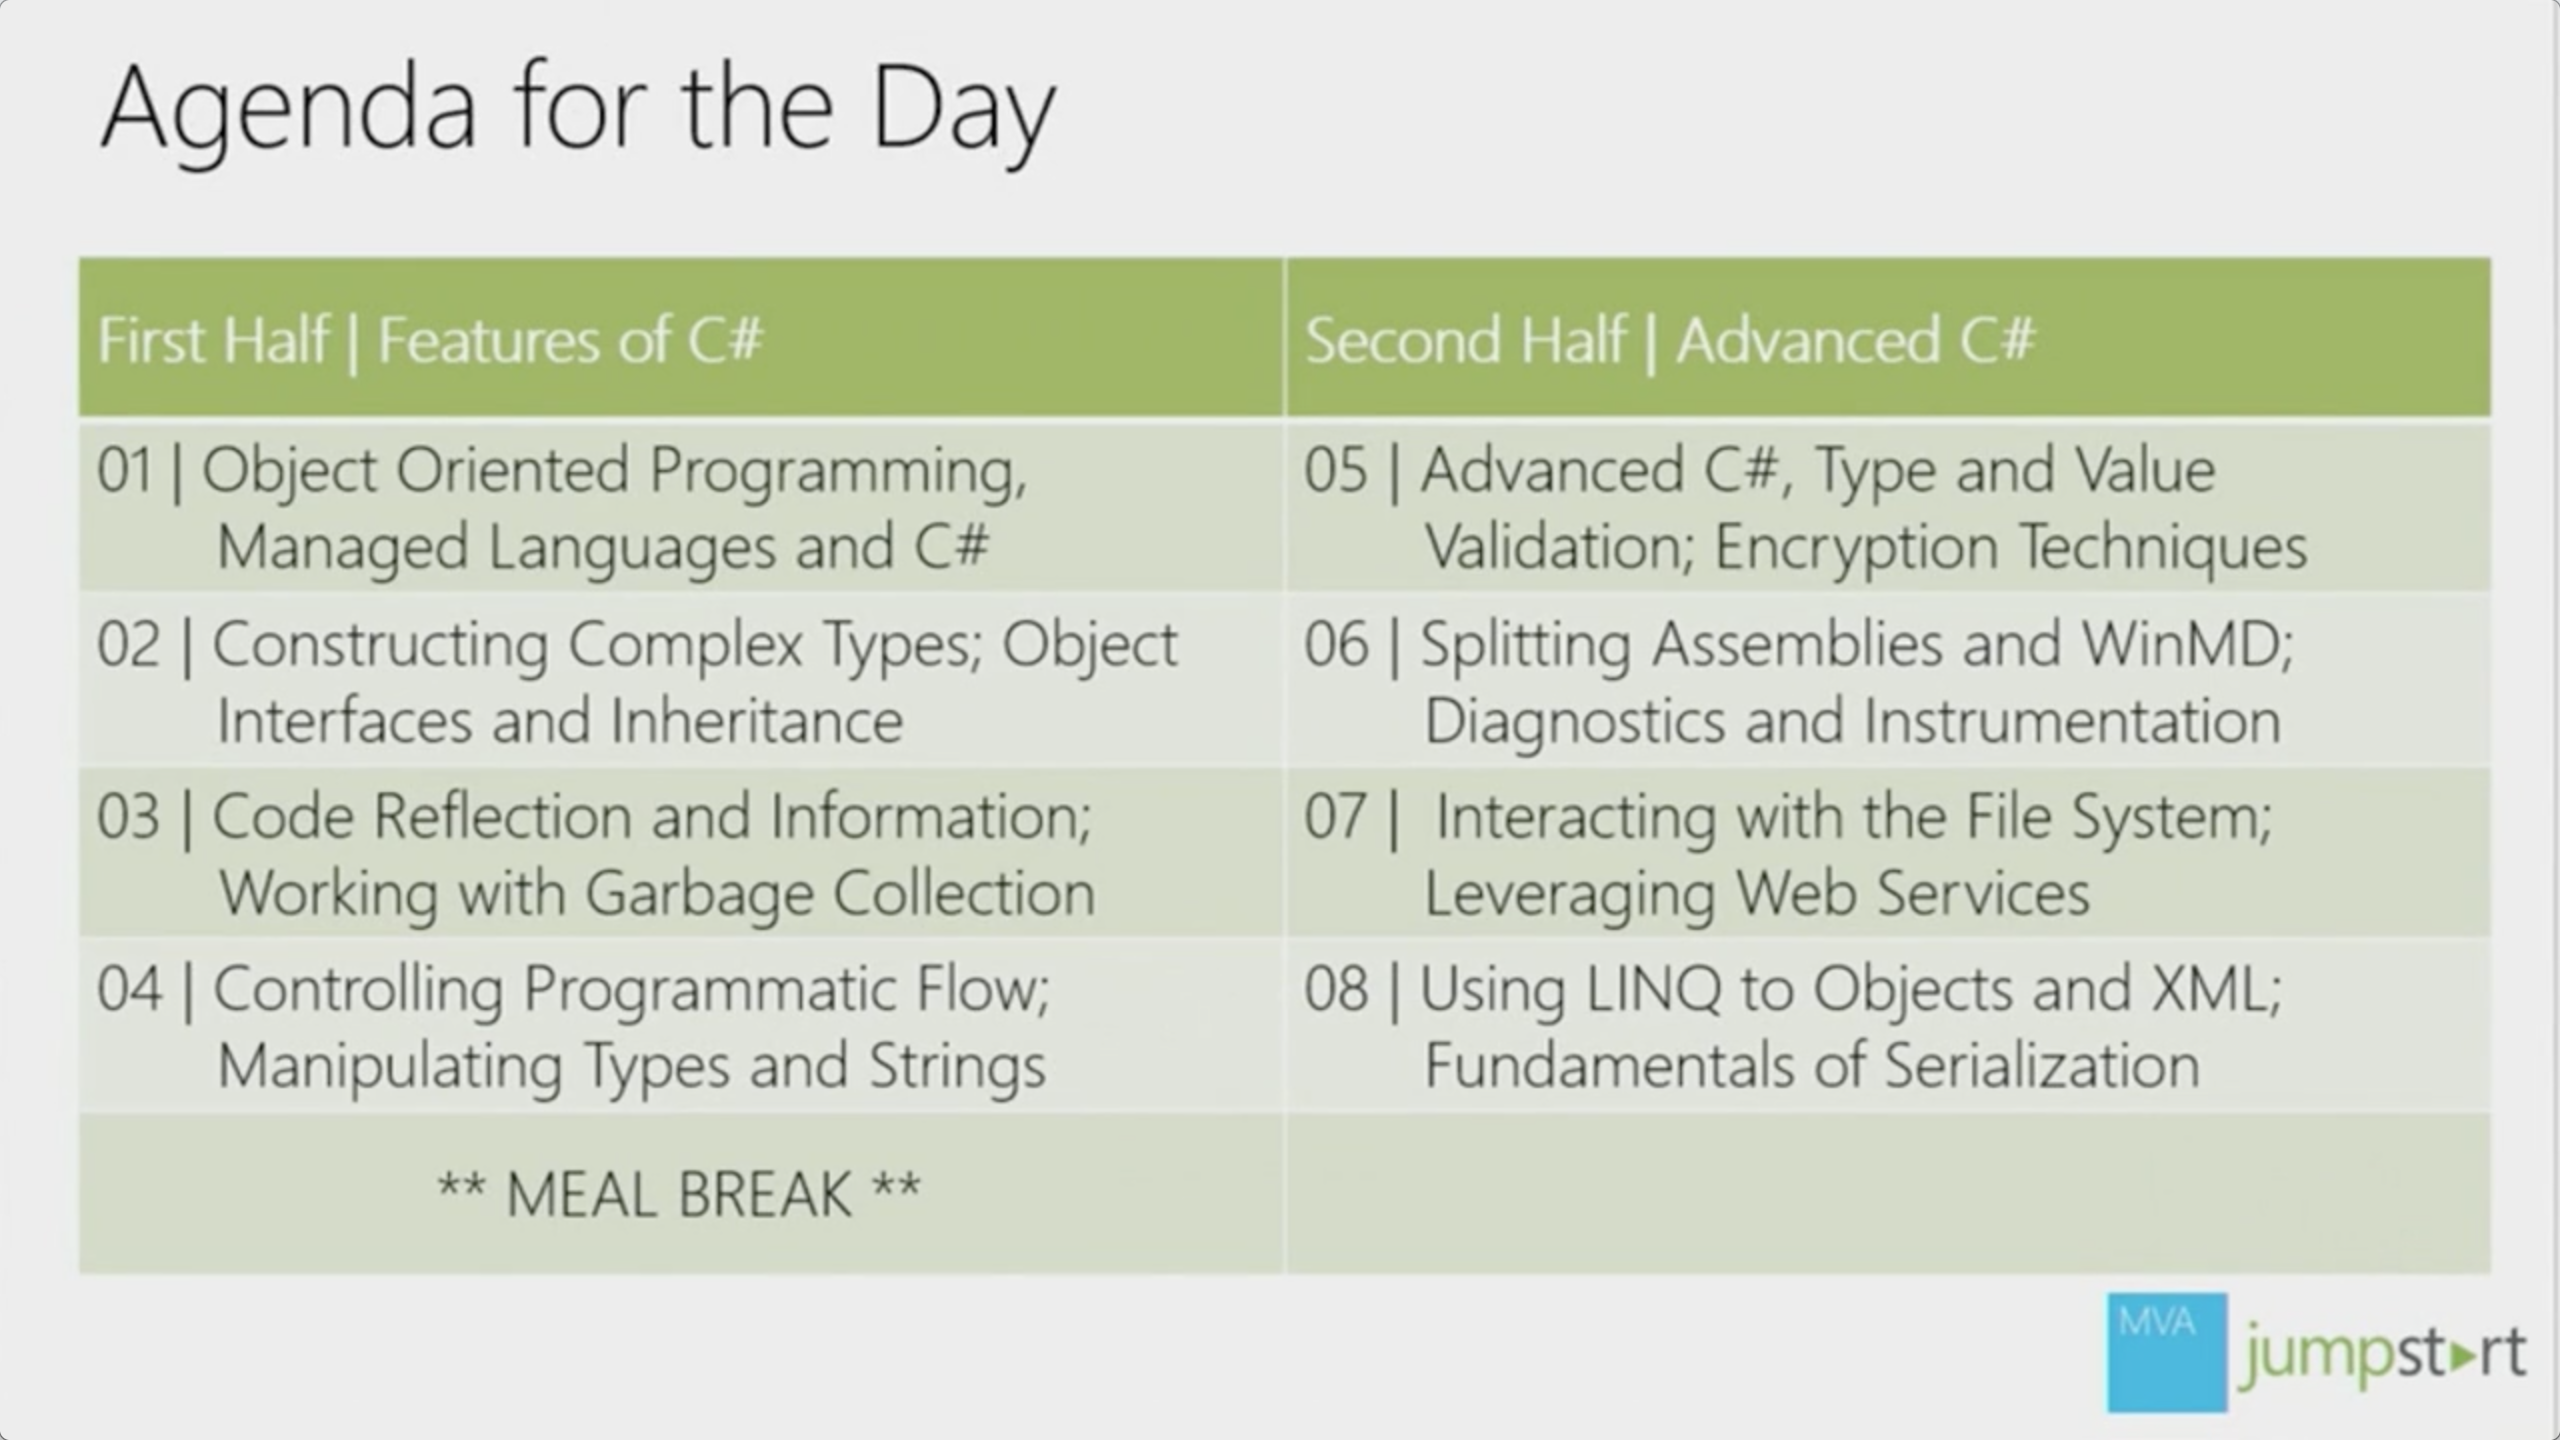 Agenda for the Day
First Half | Features of C#
Second Half | Advanced C#
01 | Object Oriented Programming,
Managed Languages and C#
05 | Advanced C#, Type and Value
Validation; Encryption Techniques
02 | Constructing Complex Types; Object
Interfaces and Inheritance
06 | Splitting Assemblies and WinMD;
Diagnostics and Instrumentation
03 | Code Reflection and Information;
Working with Garbage Collection
07 | Interacting with the File System;
Leveraging Web Services
04 | Controlling Programmatic Flow;
Manipulating Types and Strings
08 | Using LINQ to Objects and XML;
Fundamentals of Serialization
** MEAL BREAK **
MVA
jumpst▶rt